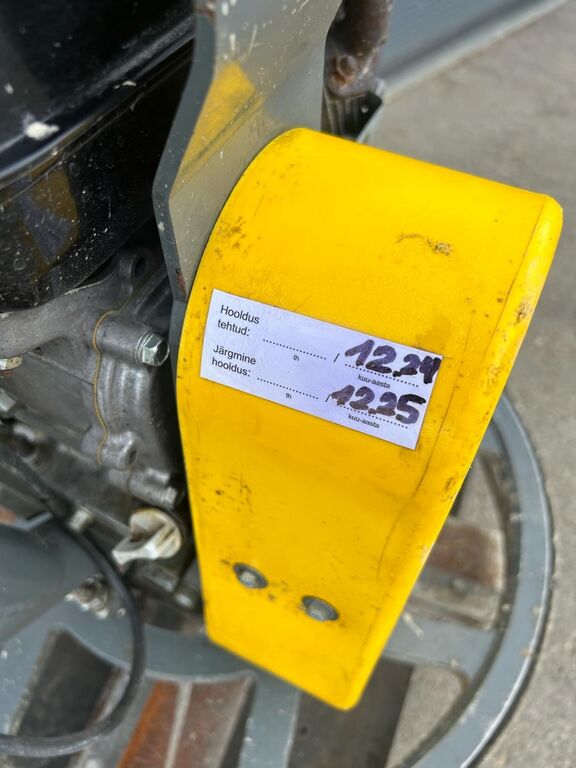 Hooldus
tehtud: .................... / 12.24
th kuu-aasta
Järgmine
hooldus: .................... / 12.25
th kuu-aasta